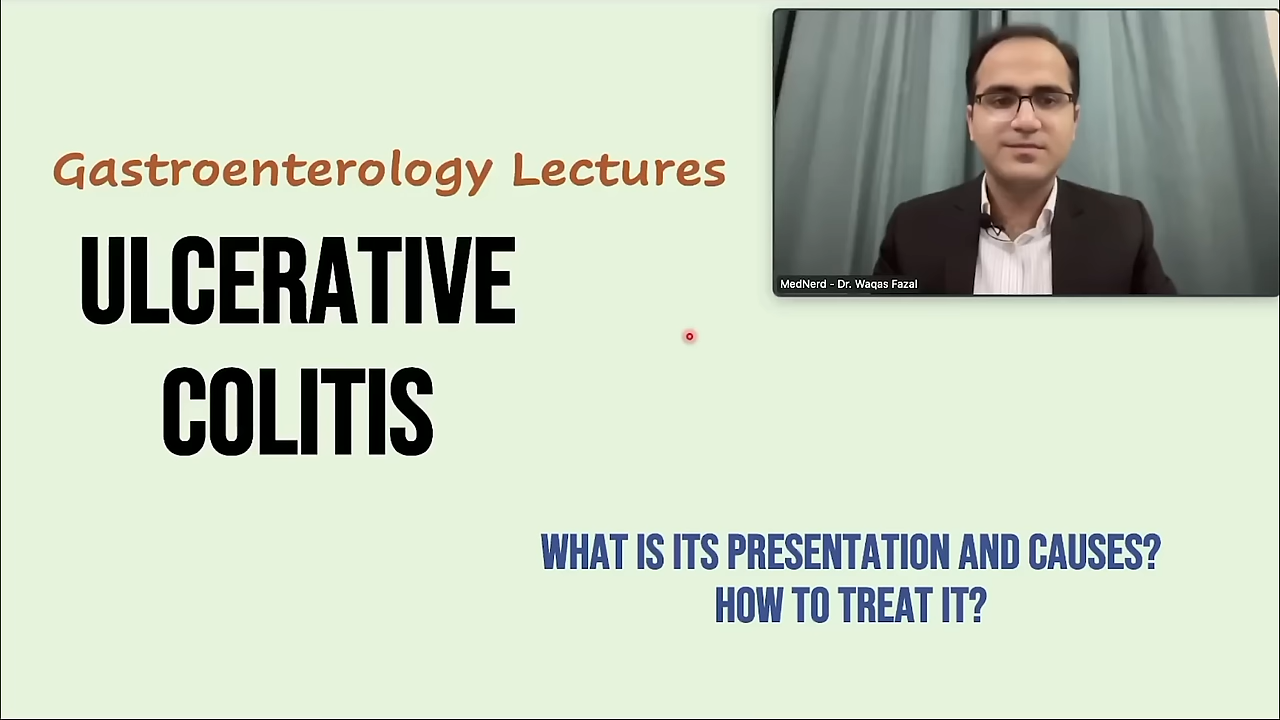 Gastroenterology Lectures
ULCERATIVE
COLITIS
MedNerd - Dr. Waqas Fazal
WHAT IS ITS PRESENTATION AND CAUSES?
HOW TO TREAT IT?